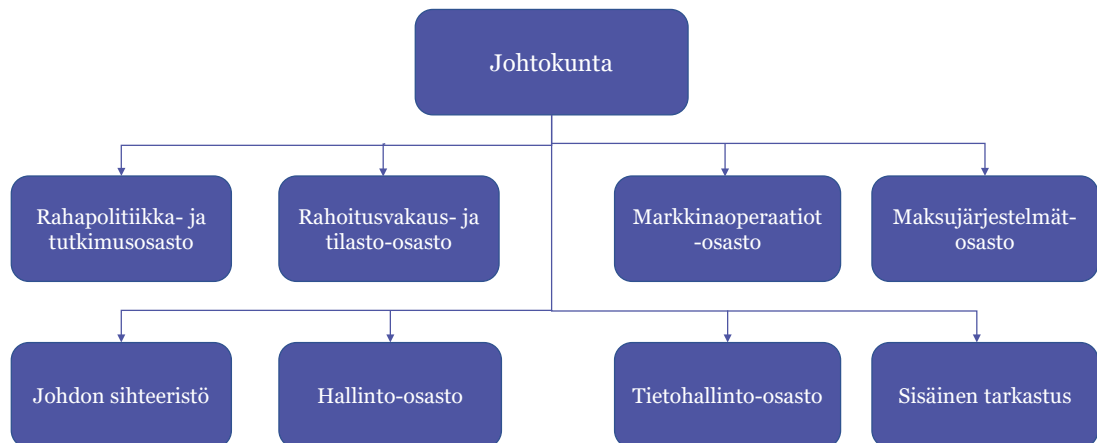 Johtokunta
Rahapolitiikka- ja
tutkimusosasto
Rahoitusvakaus- ja
tilasto-osasto
Markkinaoperaatiot
-osasto
Maksujärjestelmät-
osasto
Johdon sihteeristö
Hallinto-osasto
Tietohallinto-osasto
Sisäinen tarkastus